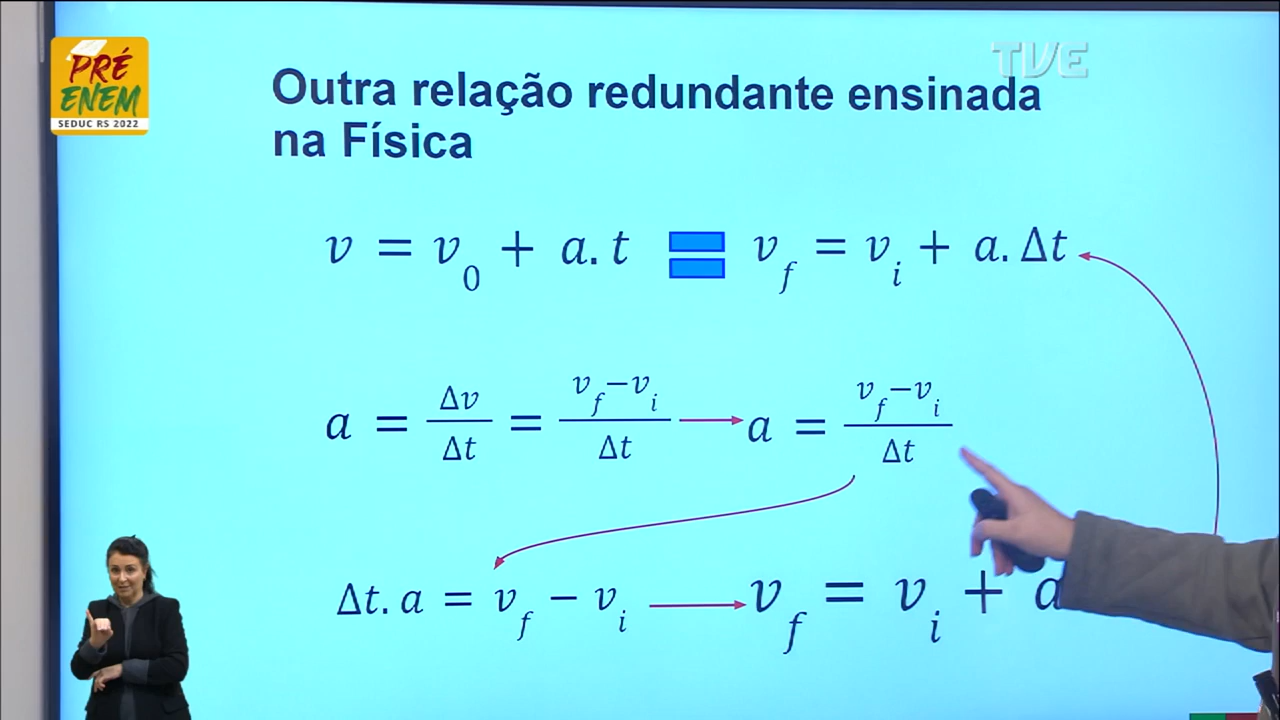 PRÉ
ENEM
SEDUC RS 2022
TVE
Outra relação redundante ensinada
na Física
v = v₀ + a. t = v_f = v_i + a. Δt
a = Δv/Δt = (v_f − v_i)/Δt → a = (v_f − v_i)/Δt
Δt. a = v_f − v_i → v_f = v_i + a